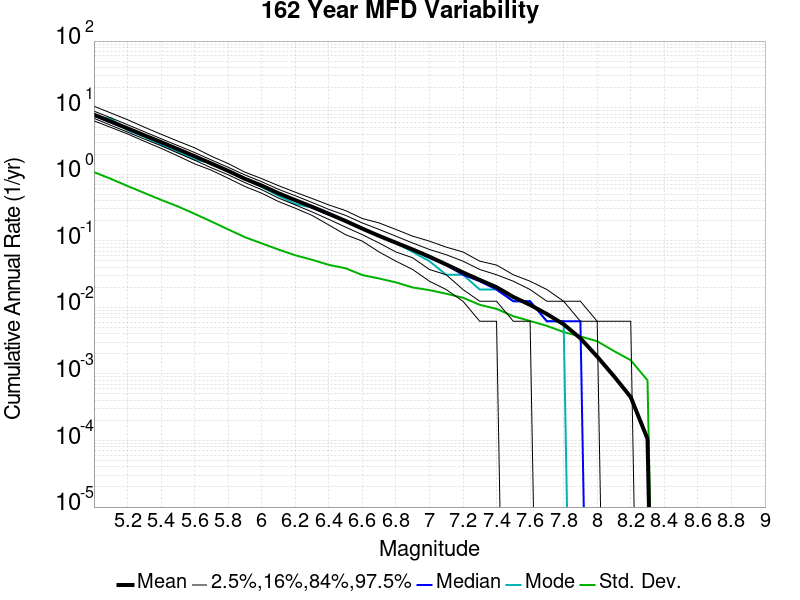 162 Year MFD Variability
10^2
10^1
10^0
10^-1
10^-2
10^-3
10^-4
10^-5
Cumulative Annual Rate (1/yr)
5.2 5.4 5.6 5.8 6 6.2 6.4 6.6 6.8 7 7.2 7.4 7.6 7.8 8 8.2 8.4 8.6 8.8 9
Magnitude
Mean 2.5%,16%,84%,97.5% Median Mode Std. Dev.